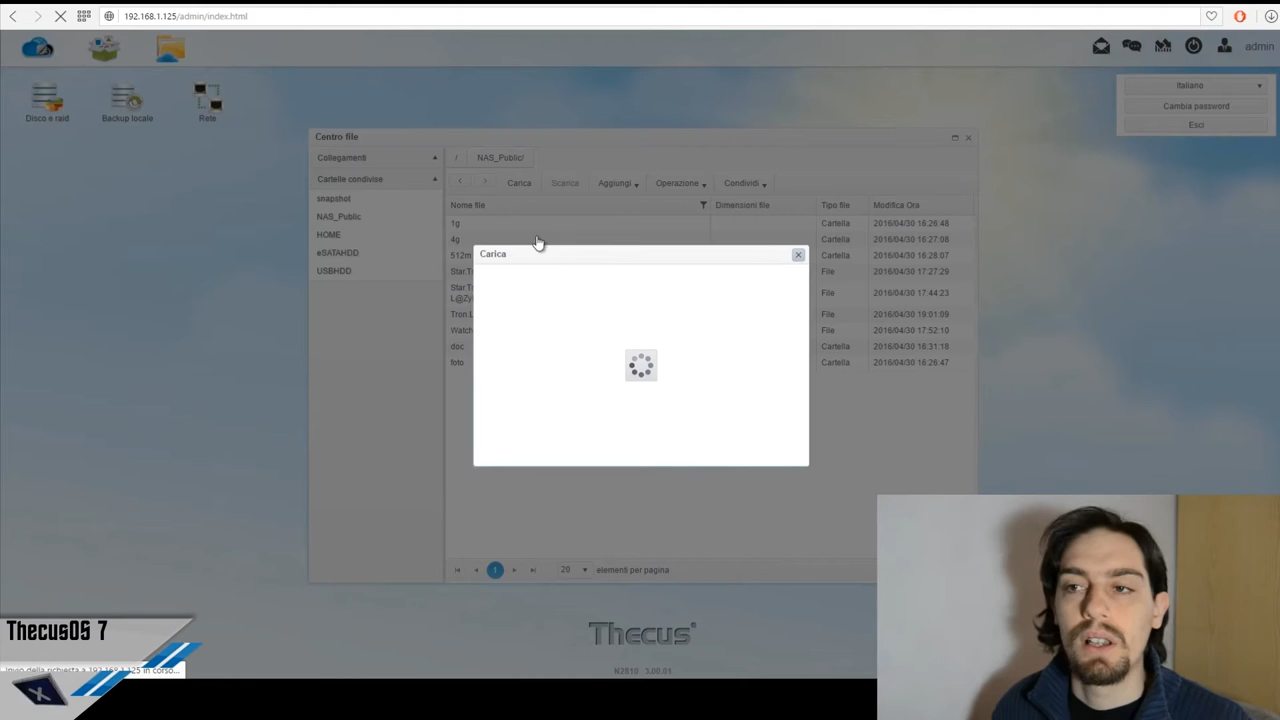 192.168.1.125/admin/index.html
admin
Disco e raid
Backup locale
Rete
Italiano
Cambia password
Esci
Centro file
Collegamenti
/
NAS_Public/
Cartelle condivise
Carica
Scarica
Aggiungi
Operazione
Condividi
snapshot
Nome file
Dimensioni file
Tipo file
Modifica Ora
NAS_Public
1g
Cartella
2016/04/30 16:26:48
HOME
4g
Cartella
2016/04/30 16:27:08
eSATAHDD
512m
Cartella
2016/04/30 16:28:07
Carica
USBHDD
File
2016/04/30 17:27:29
File
2016/04/30 17:44:23
File
2016/04/30 19:01:09
File
2016/04/30 17:52:10
doc
Cartella
2016/04/30 16:31:18
foto
Cartella
2016/04/30 16:26:47
1
20
elementi per pagina
Thecus
N2810 3.00.01
ThecusOS 7
X